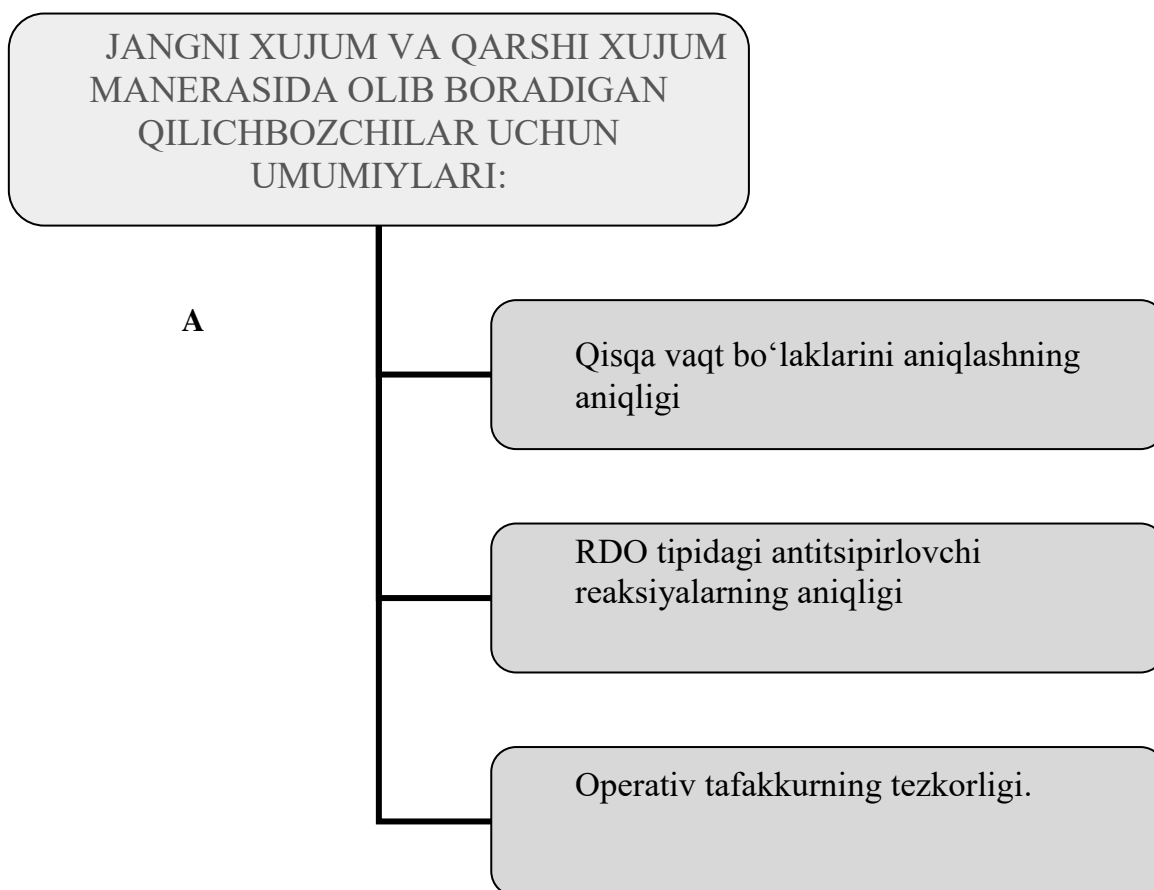 JANGNI XUJUM VA QARSHI XUJUM
MANERASIDA OLIB BORADIGAN
QILICHBOZCHILAR UCHUN
UMUMIYLARI:
A
Qisqa vaqt bo‘laklarini aniqlashning
aniqligi
RDO tipidagi antitsipirlovchi
reaksiyalarning aniqligi
Operativ tafakkurning tezkorligi.